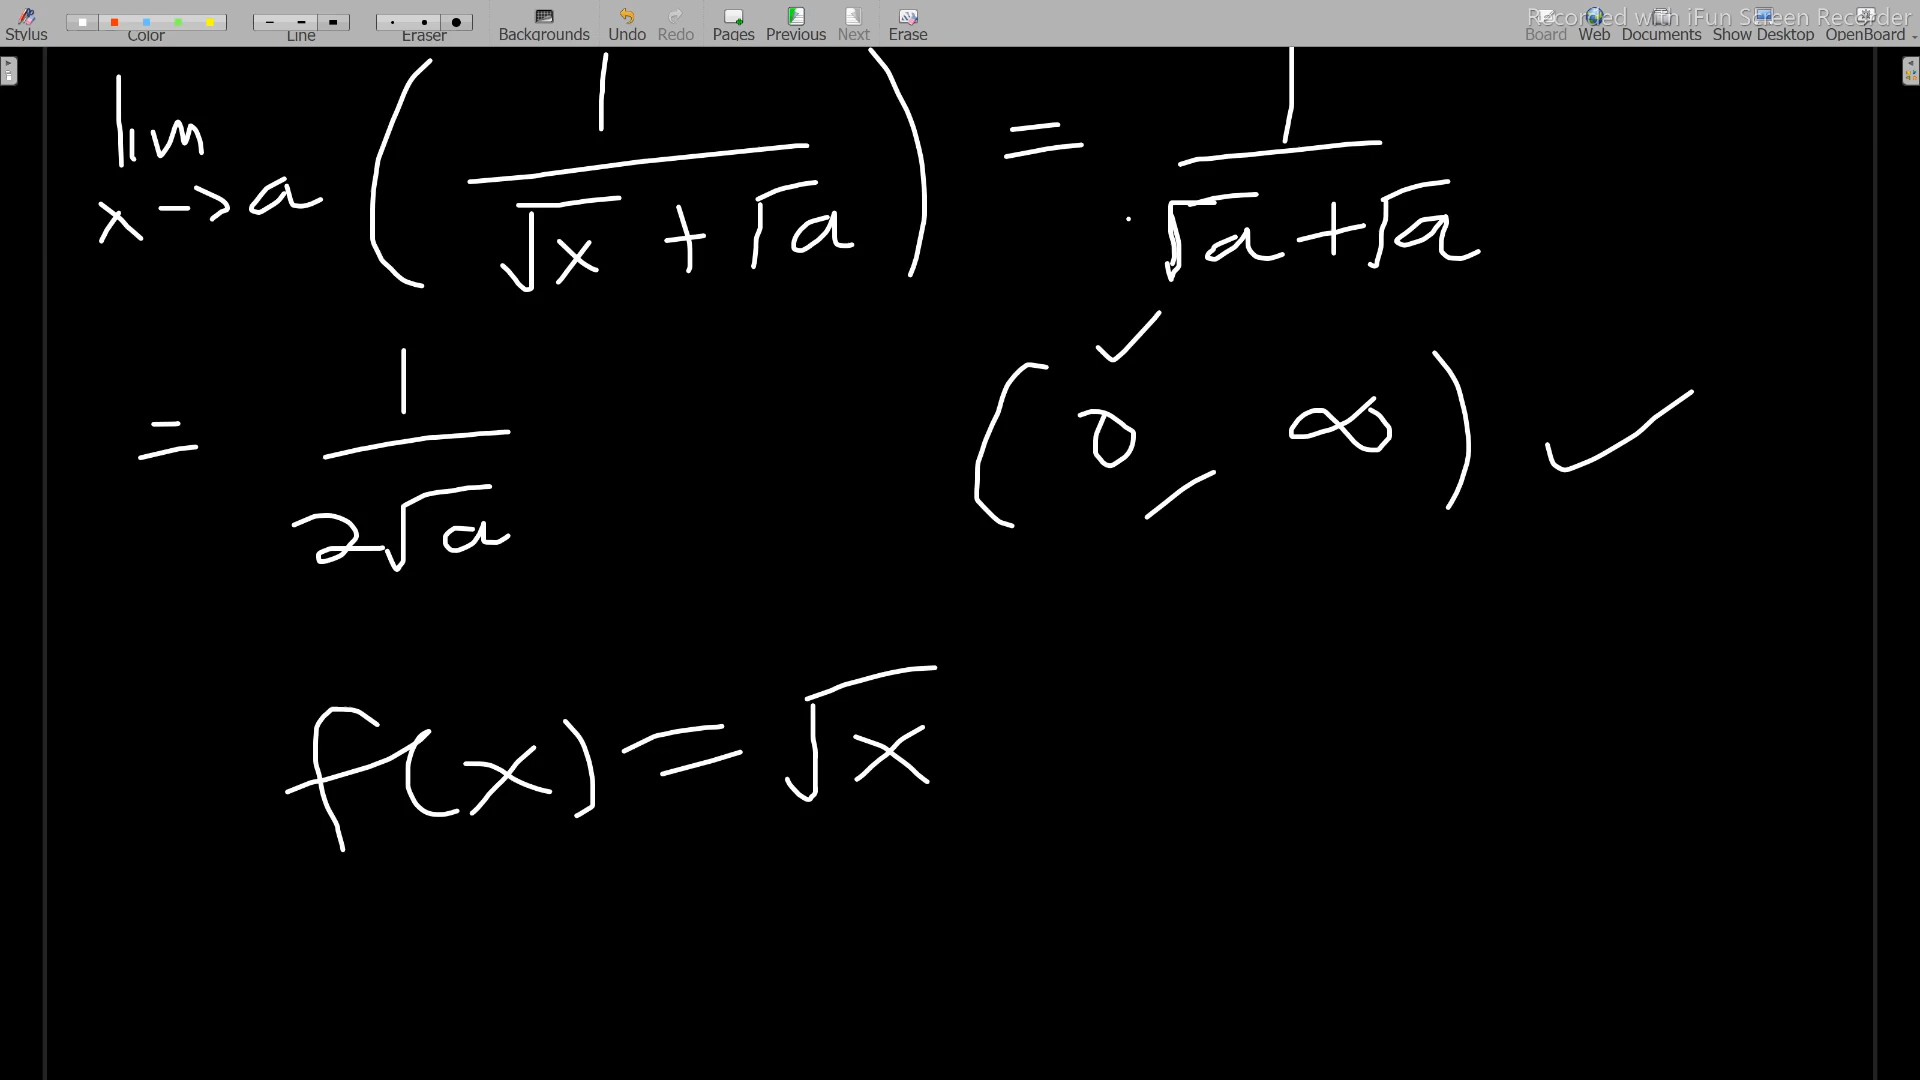 Recorded with iFun Screen Recorder
Stylus Color Line Eraser Backgrounds Undo Redo Pages Previous Next Erase Board Web Documents Show Desktop OpenBoard
lim x->a ( 1 / (√x + √a) ) = 1 / (√a + √a)
= 1 / (2√a) (0, ∞)
f(x) = √x